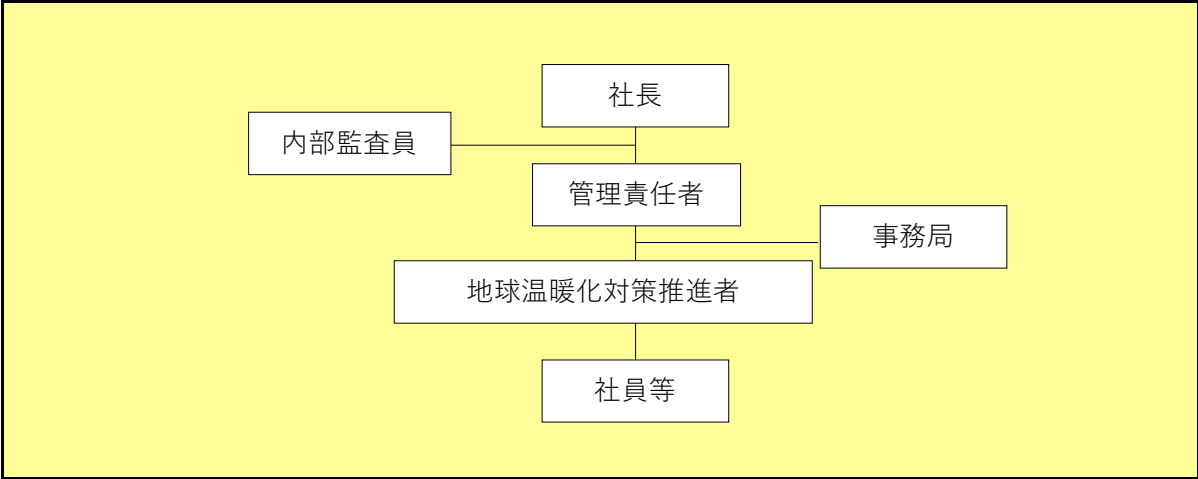 社長
内部監査員
管理責任者
事務局
地球温暖化対策推進者
社員等